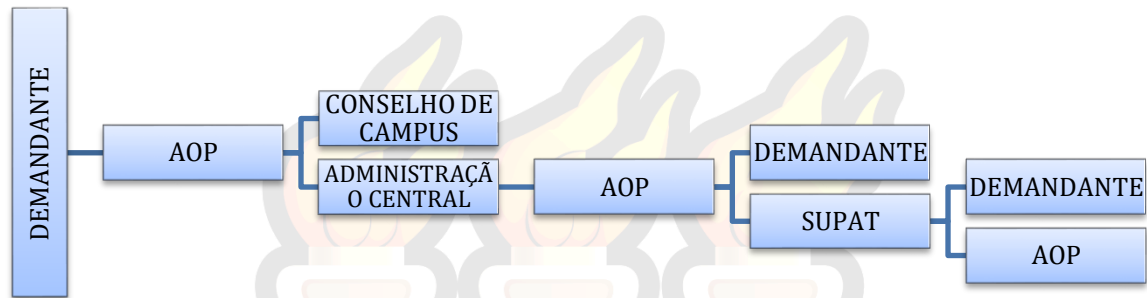 DEMANDANTE
AOP
CONSELHO DE
CAMPUS
ADMINISTRAÇÃ
O CENTRAL
AOP
DEMANDANTE
SUPAT
DEMANDANTE
AOP